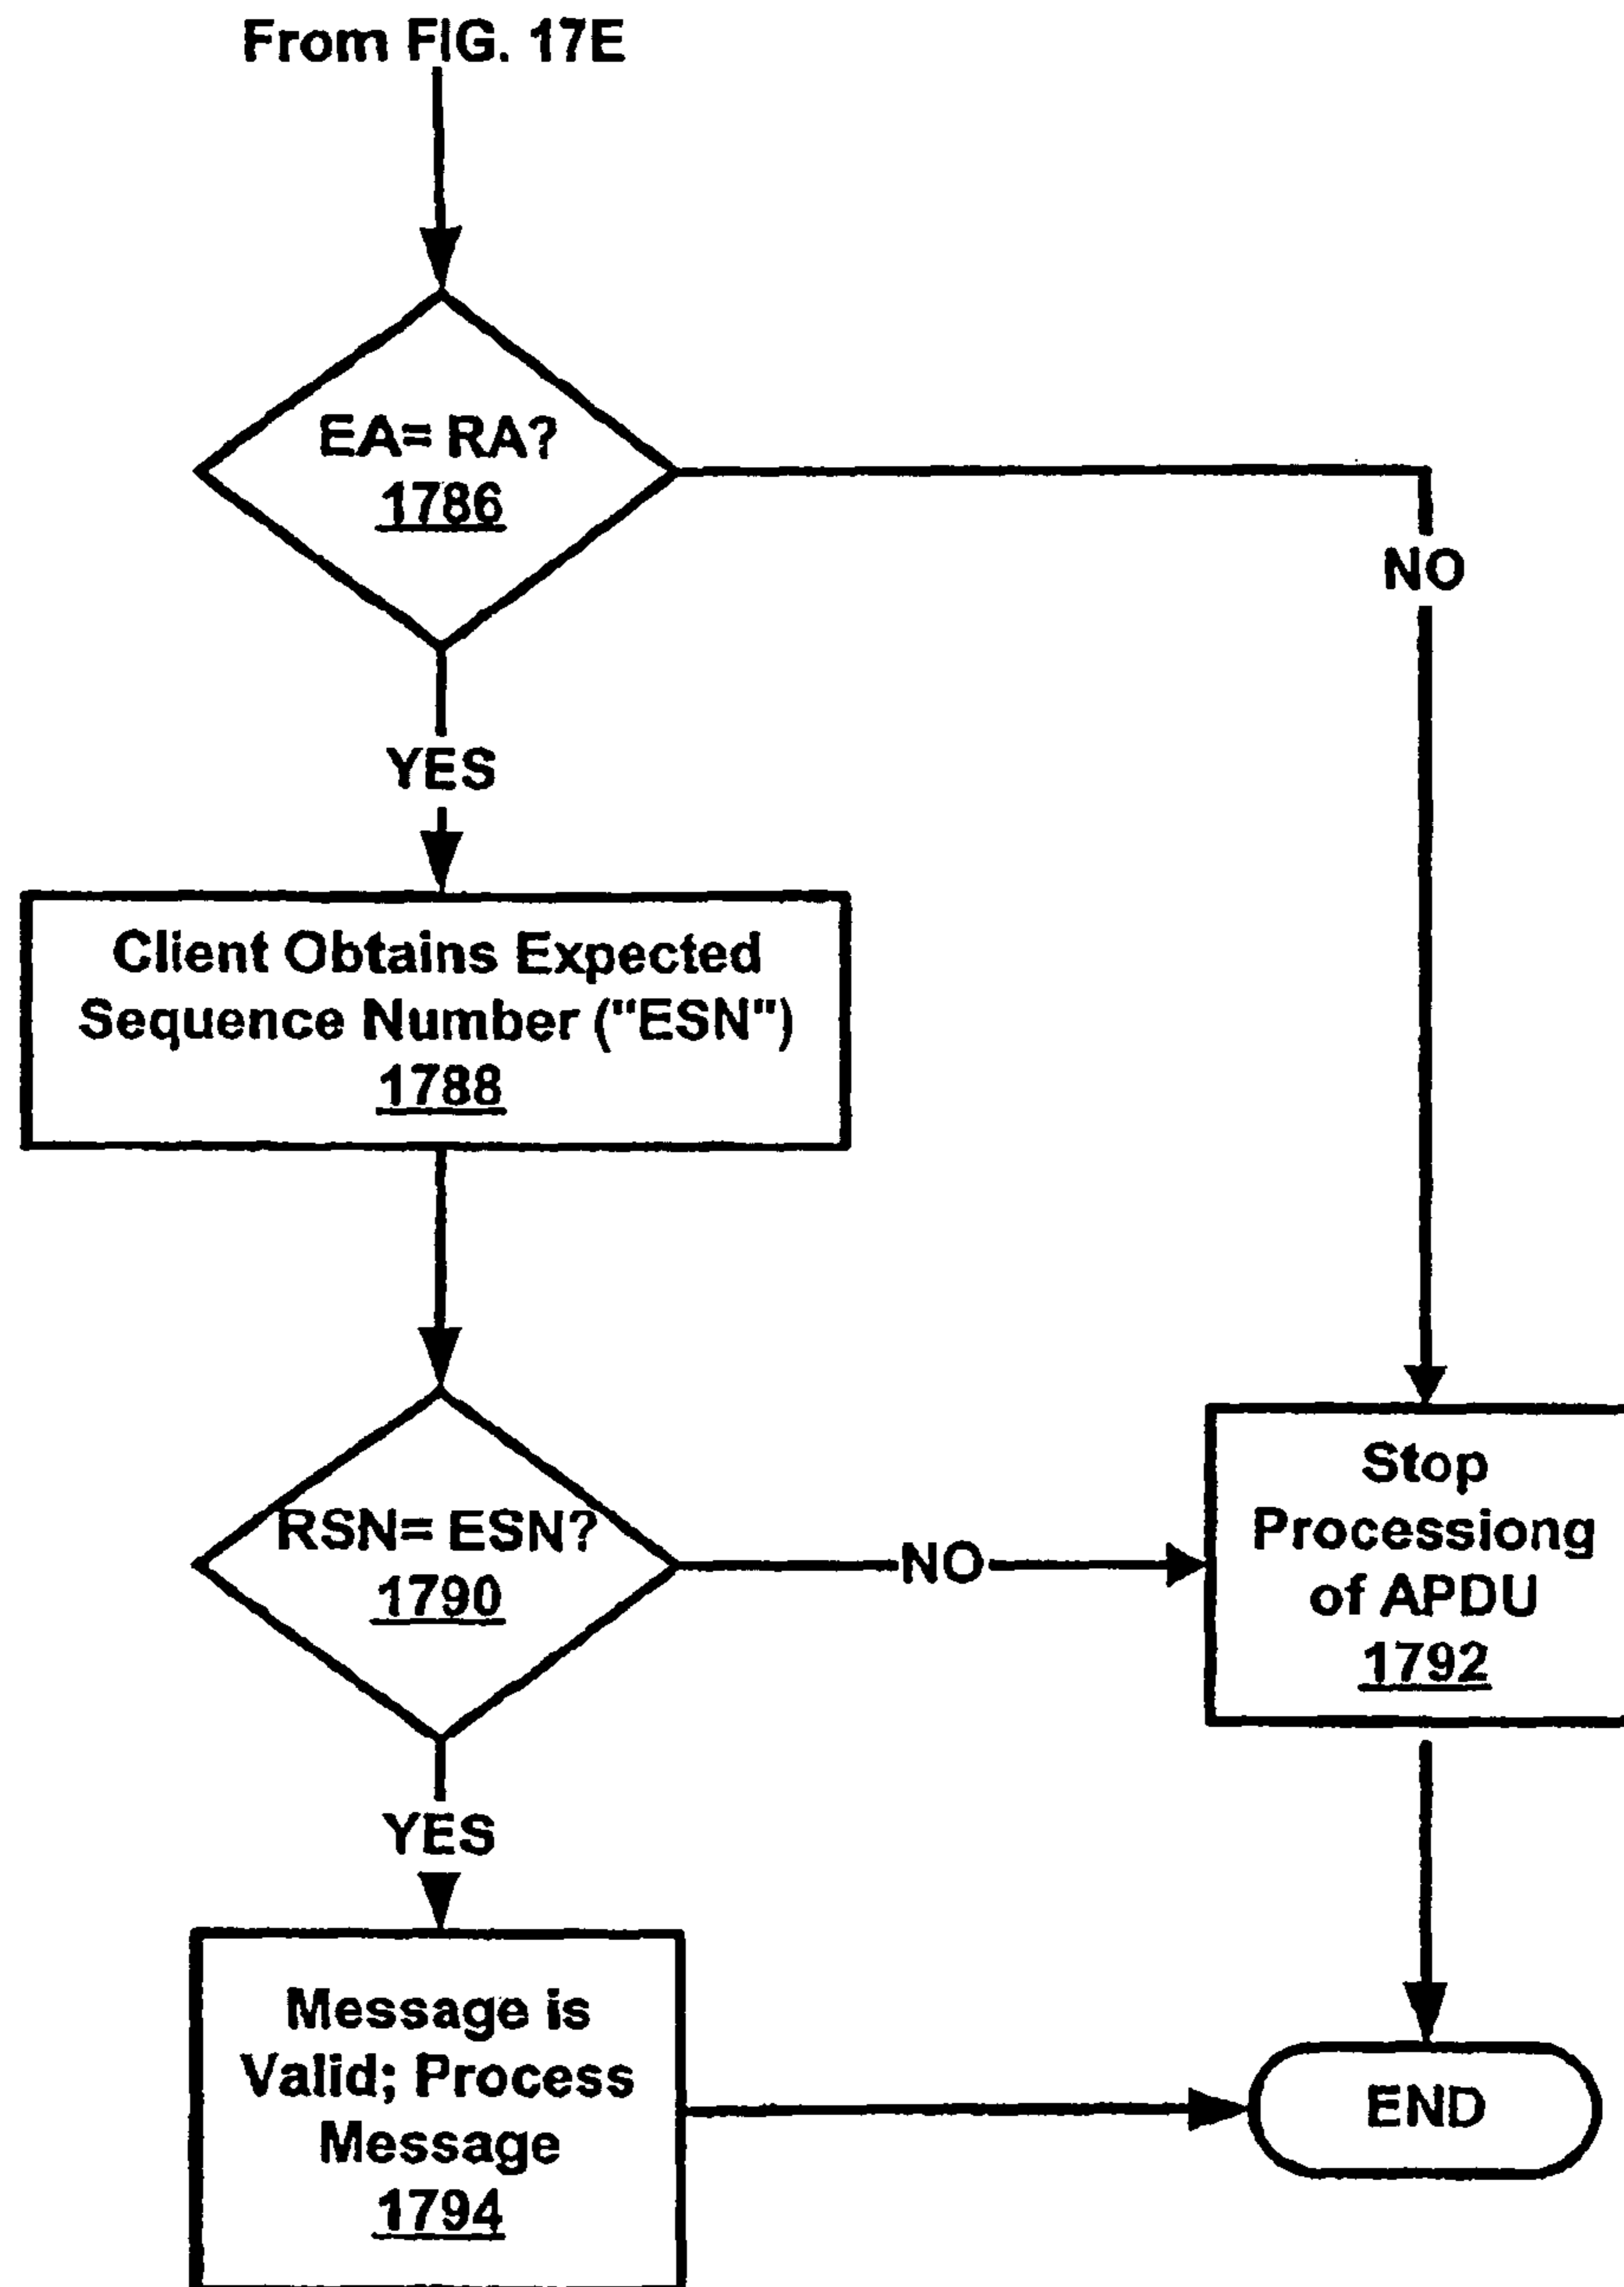 From FIG. 17E
EA= RA?
1786
NO
YES
Client Obtains Expected
Sequence Number ("ESN")
1788
RSN= ESN?
1790
NO
Stop
Processiong
of APDU
1792
YES
Message is
Valid; Process
Message
1794
END